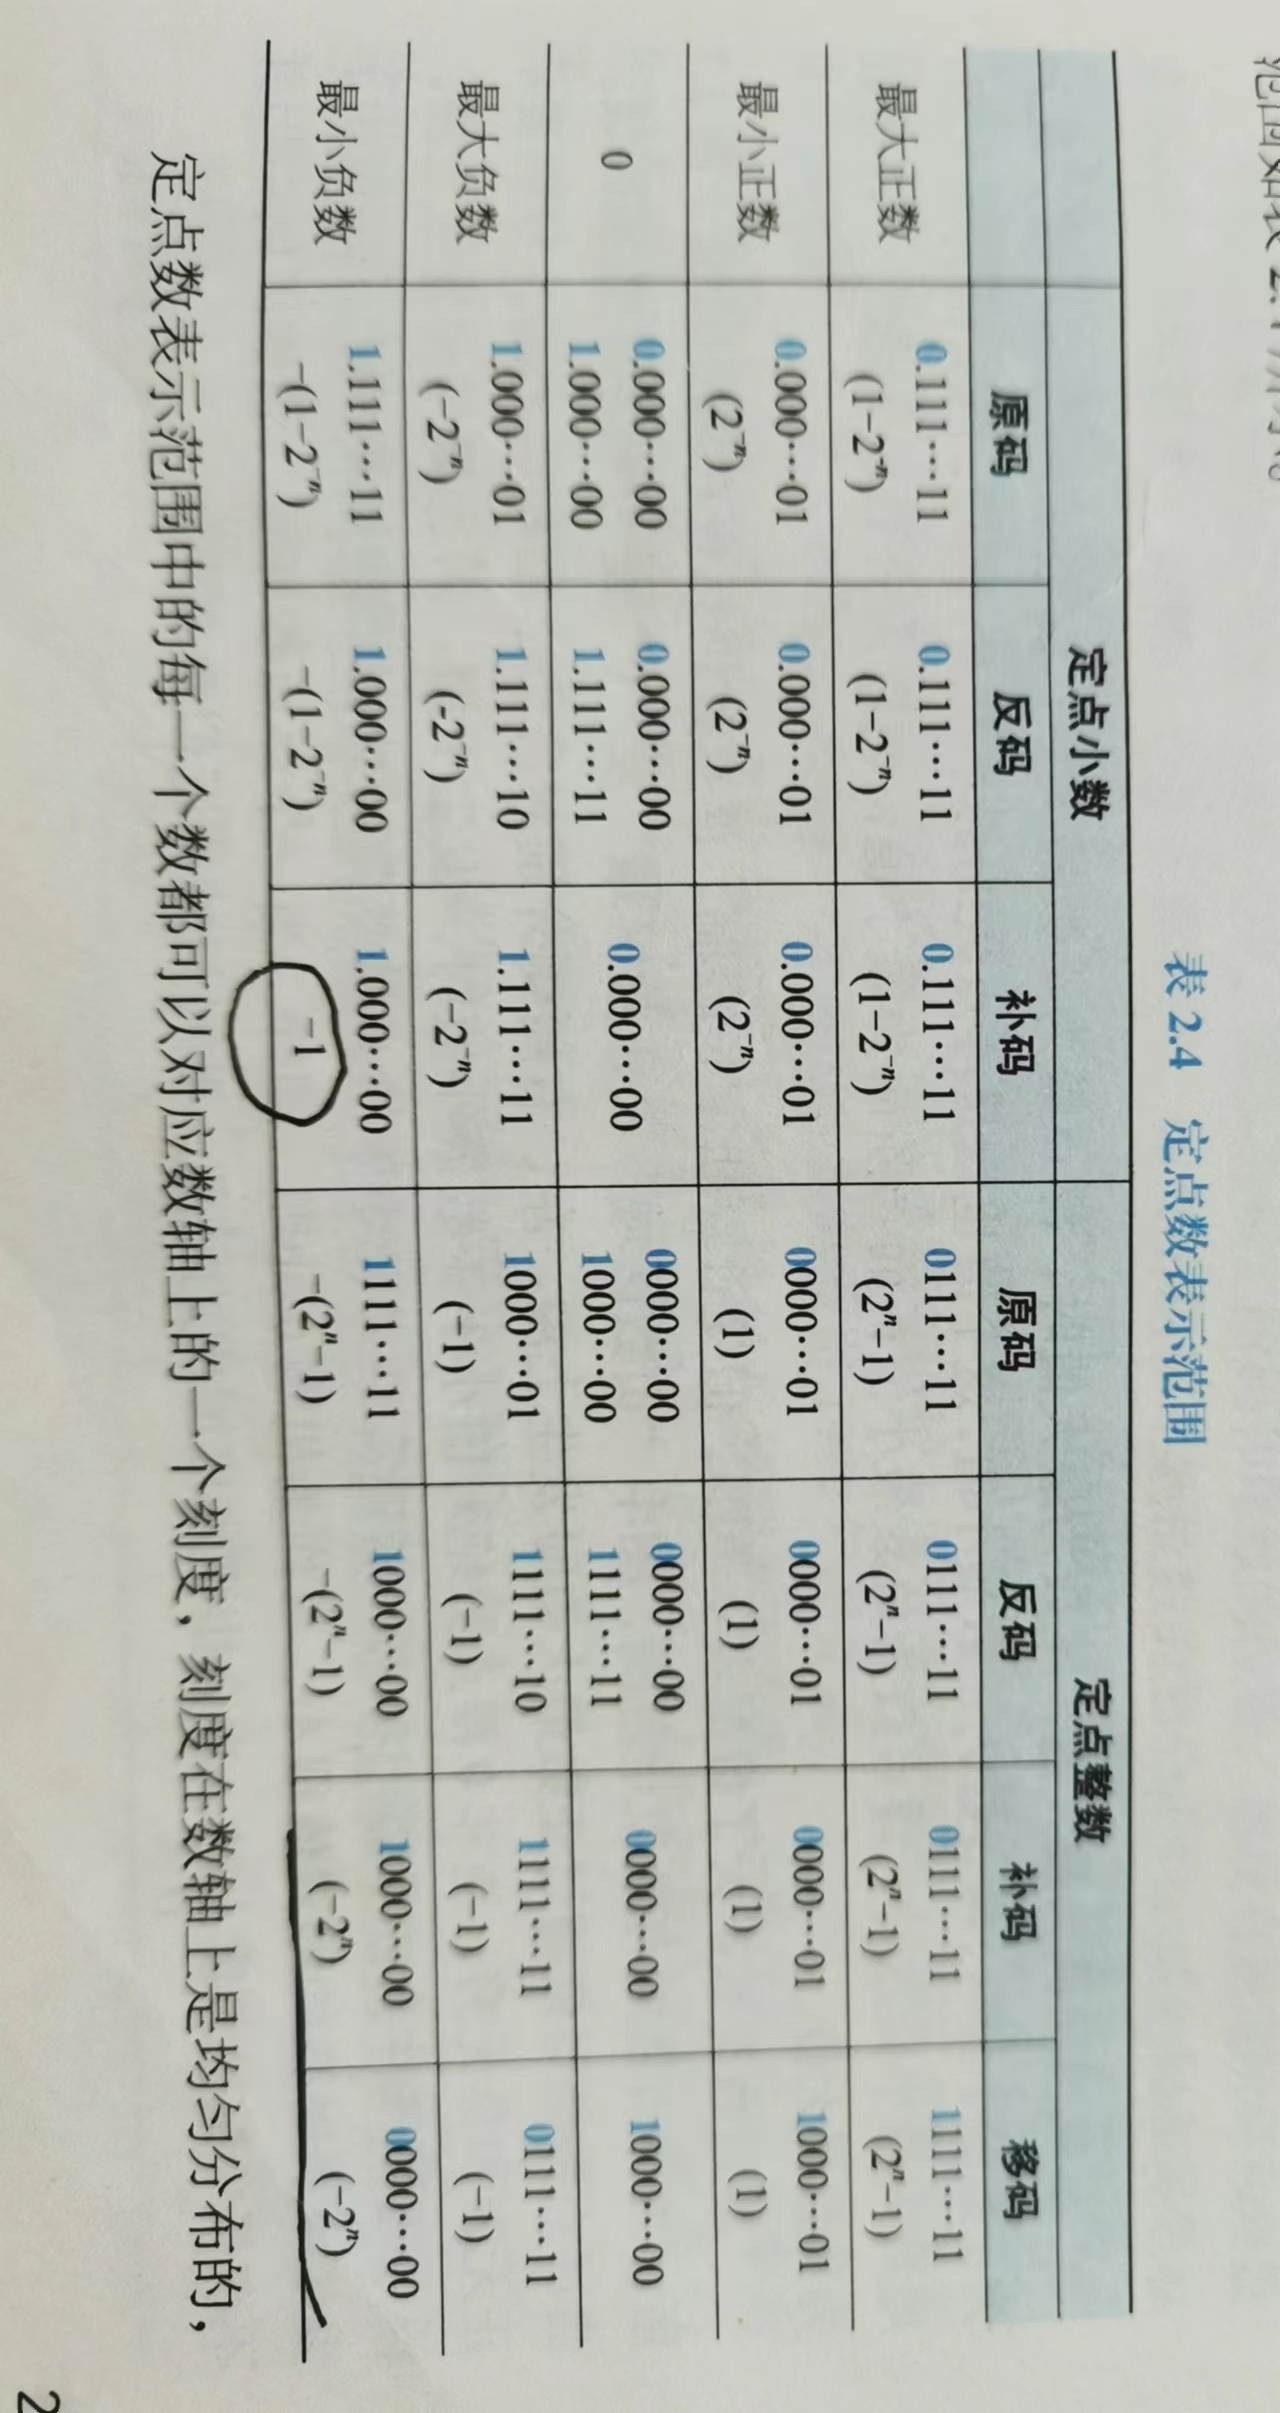 表 2.4 定点数表示范围
定点小数 定点整数
原码 反码 补码 原码 反码 补码 移码
最大正数 0.111…11 0.111…11 0.111…11 0111…11 0111…11 0111…11 1111…11
(1−2⁻ⁿ) (1−2⁻ⁿ) (1−2⁻ⁿ) (2ⁿ−1) (2ⁿ−1) (2ⁿ−1) (2ⁿ−1)
最小正数 0.000…01 0.000…01 0.000…01 0000…01 0000…01 0000…01 1000…01
(2⁻ⁿ) (2⁻ⁿ) (2⁻ⁿ) (1) (1) (1) (1)
0 0.000…00 0.000…00 0.000…00 0000…00 0000…00 0000…00 1000…00
1.000…00 1.111…11 1000…00 1111…11
最大负数 1.000…01 1.111…10 1.111…11 1000…01 1111…10 1111…11 0111…11
(−2⁻ⁿ) (−2⁻ⁿ) (−2⁻ⁿ) (−1) (−1) (−1) (−1)
最小负数 1.111…11 1.000…00 1.000…00 1111…11 1000…00 1000…00 0000…00
−(1−2⁻ⁿ) −(1−2⁻ⁿ) −1 −(2ⁿ−1) −(2ⁿ−1) (−2ⁿ) (−2ⁿ)
定点数表示范围中的每一个数都可以对应数轴上的一个刻度，刻度在数轴上是均匀分布的，